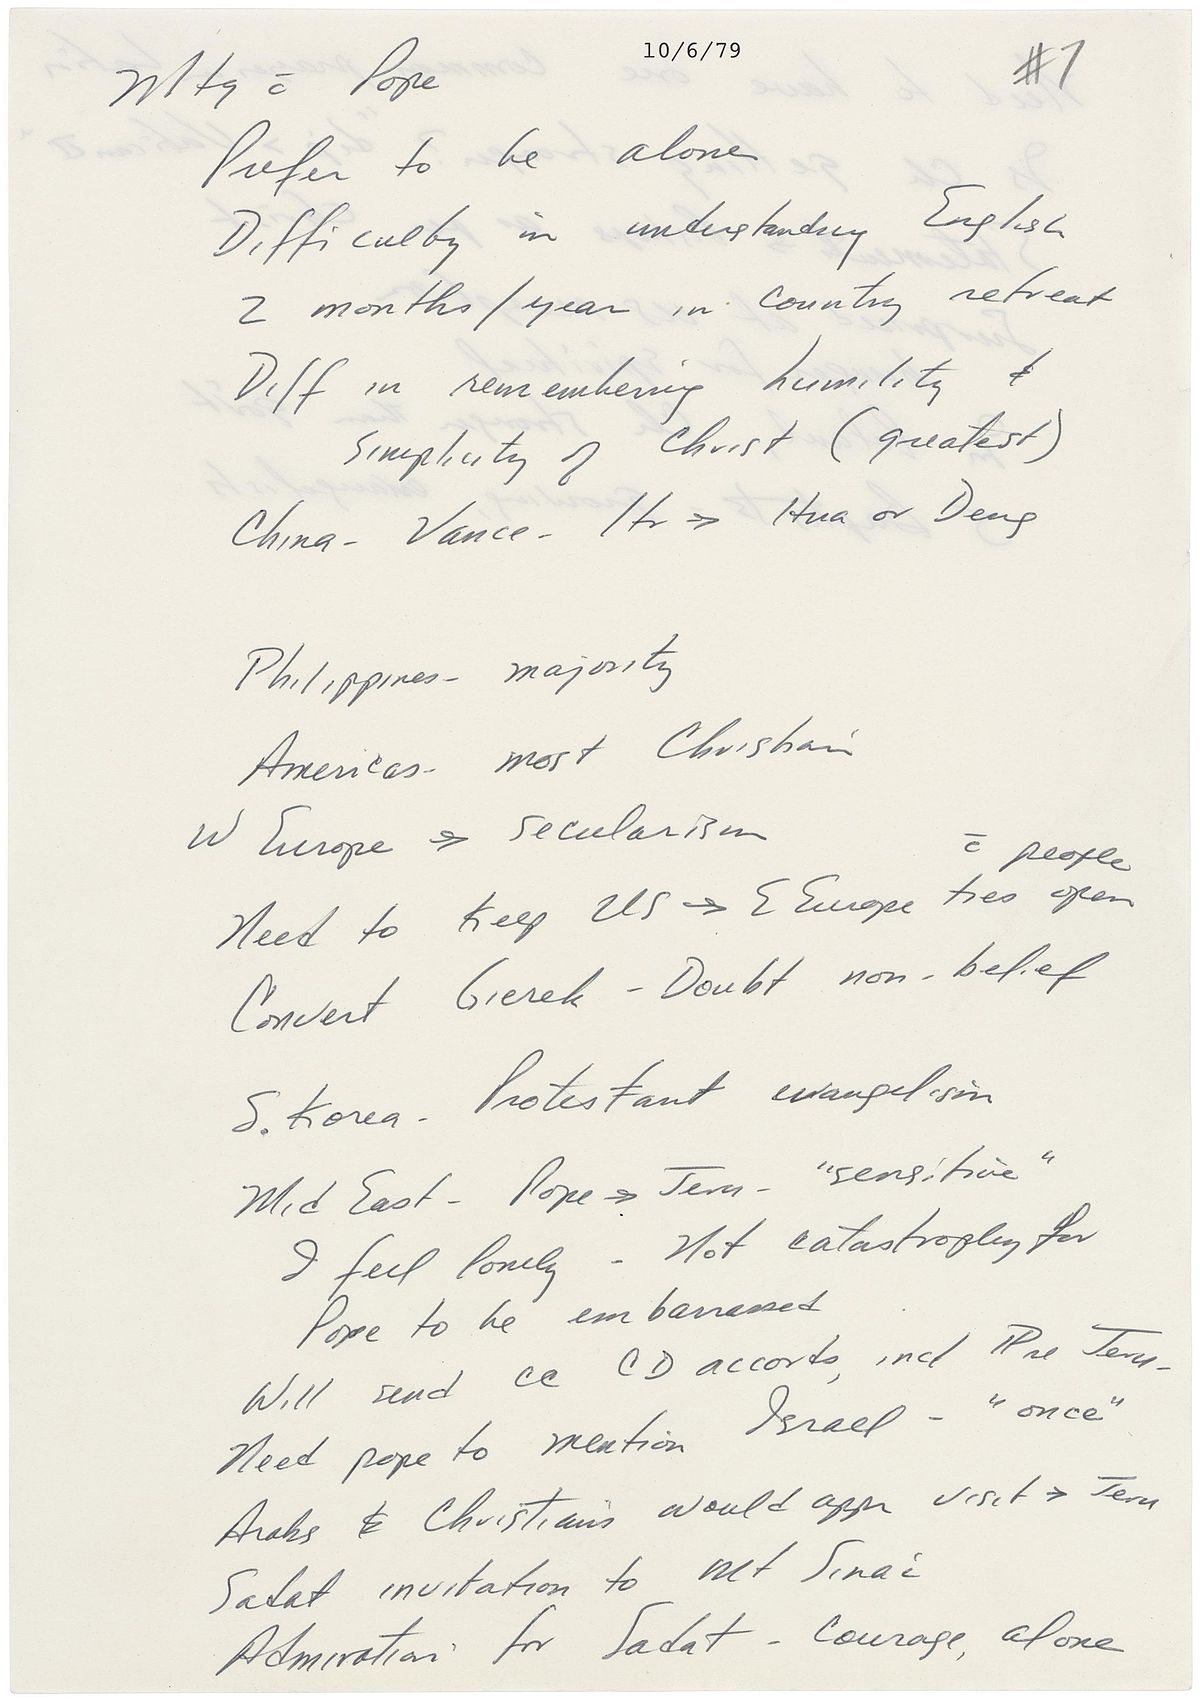 10/6/79
#1
Mtg c̄ Pope
Prefer to be alone
Difficulty in understanding English
2 months/year in country retreat
Diff in remembering humility &
simplicity of Christ (greatest)
China - Vance - ltr → Hua or Deng
Philippines - majority
Americas - most Christian
W Europe → secularism
c̄ people
Need to keep US → E Europe ties open
Convert Gierek - Doubt non-belief
S. Korea - Protestant evangelism
Mid East - Pope → Jeru - "sensitive"
I feel lonely - Not catastrophy for
Pope to be embarrassed
Will send cc CD accords, incl Re Jeru -
Need pope to mention Israel - "once"
Arabs & Christians would appr visit → Jeru
Sadat invitation to Mt Sinai
Admiration for Sadat - courage, alone